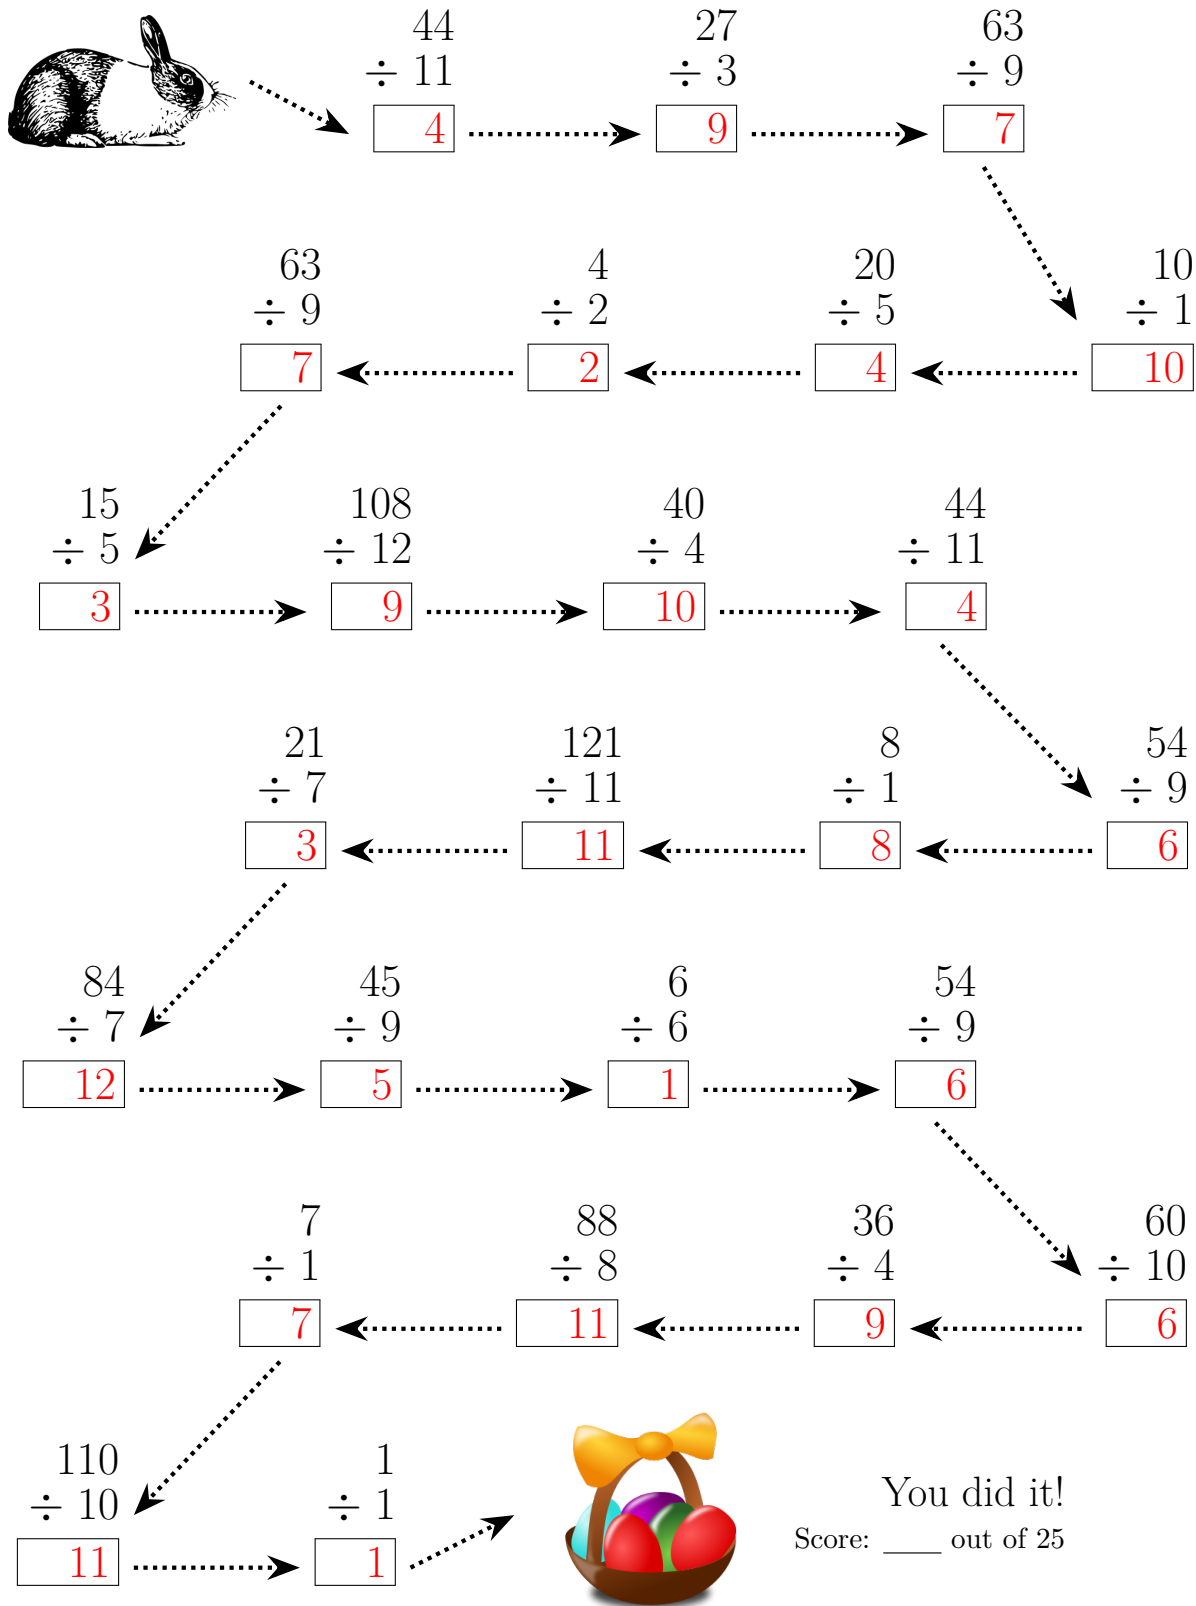 44 27 63
÷ 11 ÷ 3 ÷ 9
4 9 7
63 4 20 10
÷ 9 ÷ 2 ÷ 5 ÷ 1
7 2 4 10
15 108 40 44
÷ 5 ÷ 12 ÷ 4 ÷ 11
3 9 10 4
21 121 8 54
÷ 7 ÷ 11 ÷ 1 ÷ 9
3 11 8 6
84 45 6 54
÷ 7 ÷ 9 ÷ 6 ÷ 9
12 5 1 6
7 88 36 60
÷ 1 ÷ 8 ÷ 4 ÷ 10
7 11 9 6
110 1
÷ 10 ÷ 1
11 1
You did it!
Score: ____ out of 25